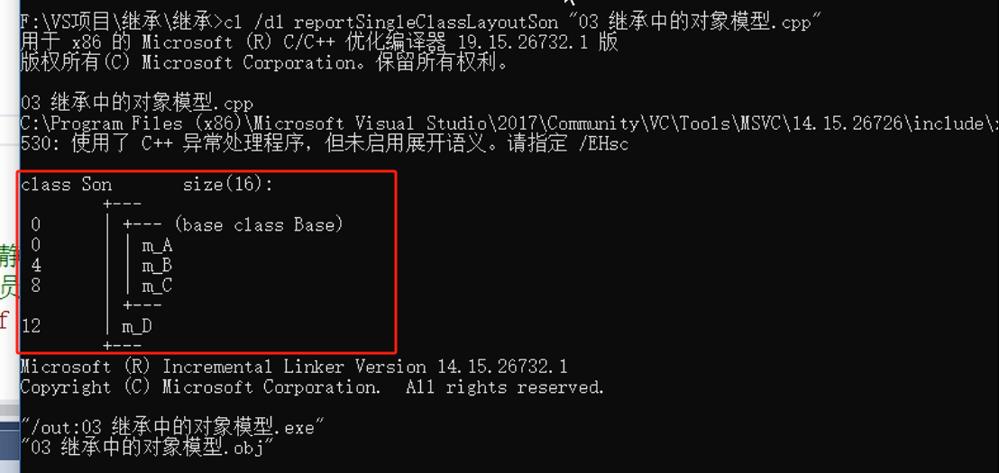 F:\VS项目\继承\继承>cl /d1 reportSingleClassLayoutSon "03 继承中的对象模型.cpp"
用于 x86 的 Microsoft (R) C/C++ 优化编译器 19.15.26732.1 版
版权所有(C) Microsoft Corporation。保留所有权利。
03 继承中的对象模型.cpp
C:\Program Files (x86)\Microsoft Visual Studio\2017\Community\VC\Tools\MSVC\14.15.26726\include\
530: 使用了 C++ 异常处理程序，但未启用展开语义。请指定 /EHsc
class Son size(16):
+---
0 | +--- (base class Base)
0 | | m_A
静
4 | | m_B
员
8 | | m_C
| +---
f
12 | m_D
+---
Microsoft (R) Incremental Linker Version 14.15.26732.1
Copyright (C) Microsoft Corporation. All rights reserved.
"/out:03 继承中的对象模型.exe"
"03 继承中的对象模型.obj"